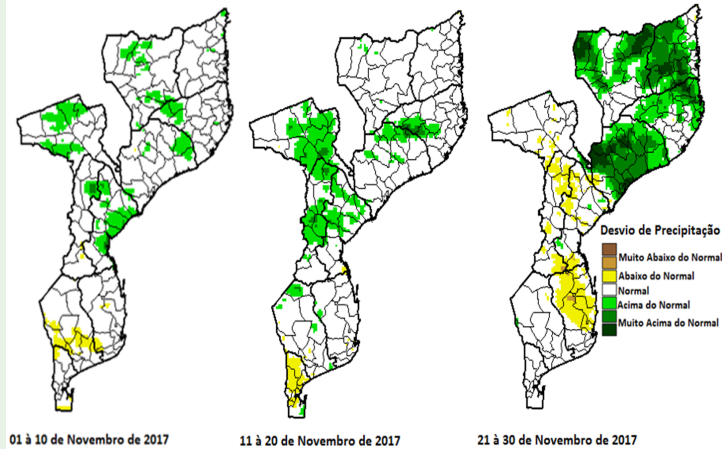 Desvio de Precipitação
Muito Abaixo do Normal
Abaixo do Normal
Normal
Acima do Normal
Muito Acima do Normal
01 à 10 de Novembro de 2017
11 à 20 de Novembro de 2017
21 à 30 de Novembro de 2017